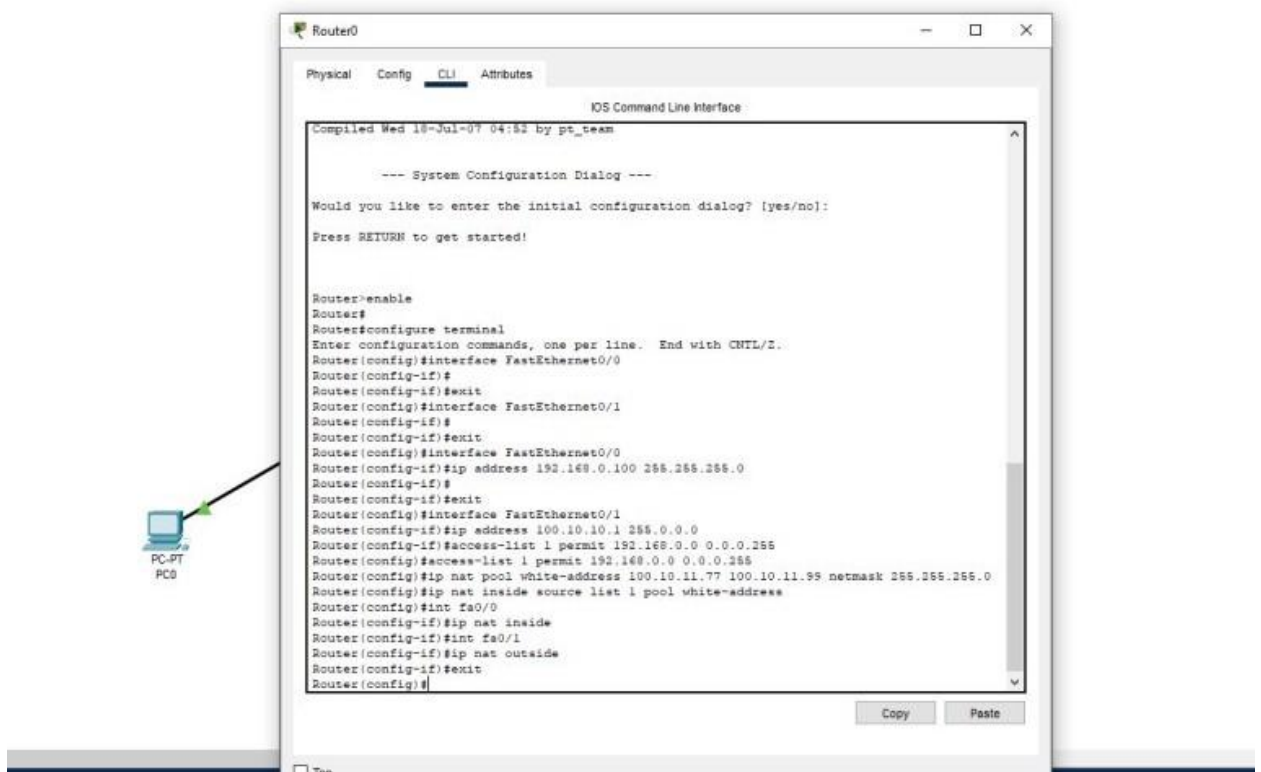 Router0
Physical Config CLI Attributes
IOS Command Line Interface
Compiled Wed 18-Jul-07 04:52 by pt_team
--- System Configuration Dialog ---
Would you like to enter the initial configuration dialog? [yes/no]:
Press RETURN to get started!
Router>enable
Router#
Router#configure terminal
Enter configuration commands, one per line. End with CNTL/Z.
Router(config)#interface FastEthernet0/0
Router(config-if)#
Router(config-if)#exit
Router(config)#interface FastEthernet0/1
Router(config-if)#
Router(config-if)#exit
Router(config)#interface FastEthernet0/0
Router(config-if)#ip address 192.168.0.100 255.255.255.0
Router(config-if)#
Router(config-if)#exit
Router(config)#interface FastEthernet0/1
Router(config-if)#ip address 100.10.10.1 255.0.0.0
Router(config-if)#access-list 1 permit 192.168.0.0 0.0.0.255
Router(config)#access-list 1 permit 192.168.0.0 0.0.0.255
Router(config)#ip nat pool white-address 100.10.11.77 100.10.11.99 netmask 255.255.255.0
Router(config)#ip nat inside source list 1 pool white-address
Router(config)#int fa0/0
Router(config-if)#ip nat inside
Router(config-if)#int fa0/1
Router(config-if)#ip nat outside
Router(config-if)#exit
Router(config)#
PC-PT
PC0
Copy Paste